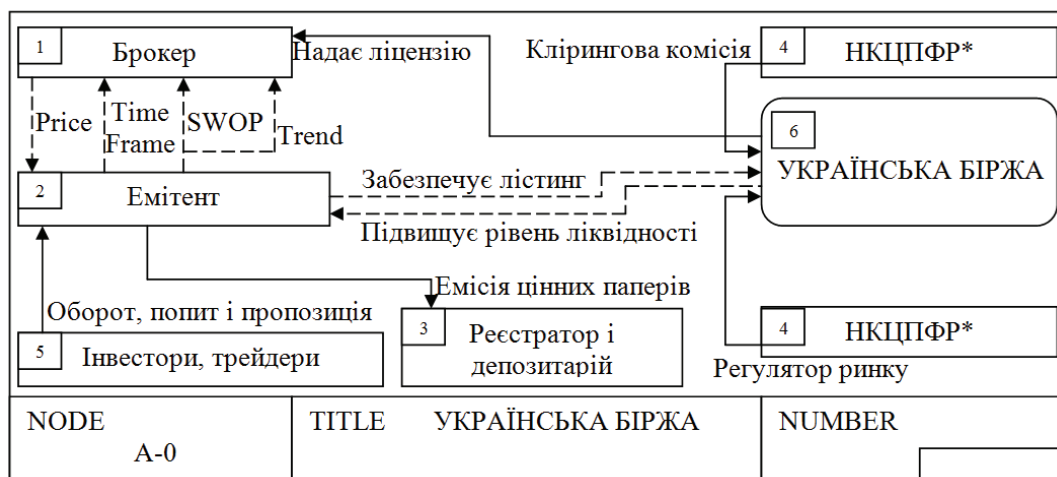 1
Брокер
Надає ліцензію
Клірингова комісія
4
НКЦПФР*
Price
Time
Frame
SWOP
Trend
6
УКРАЇНСЬКА БІРЖА
2
Емітент
Забезпечує лістинг
Підвищує рівень ліквідності
Емісія цінних паперів
Оборот, попит і пропозиція
5
Інвестори, трейдери
3
Реєстратор і
депозитарій
4
НКЦПФР*
Регулятор ринку
NODE
А-0
TITLE УКРАЇНСЬКА БІРЖА
NUMBER